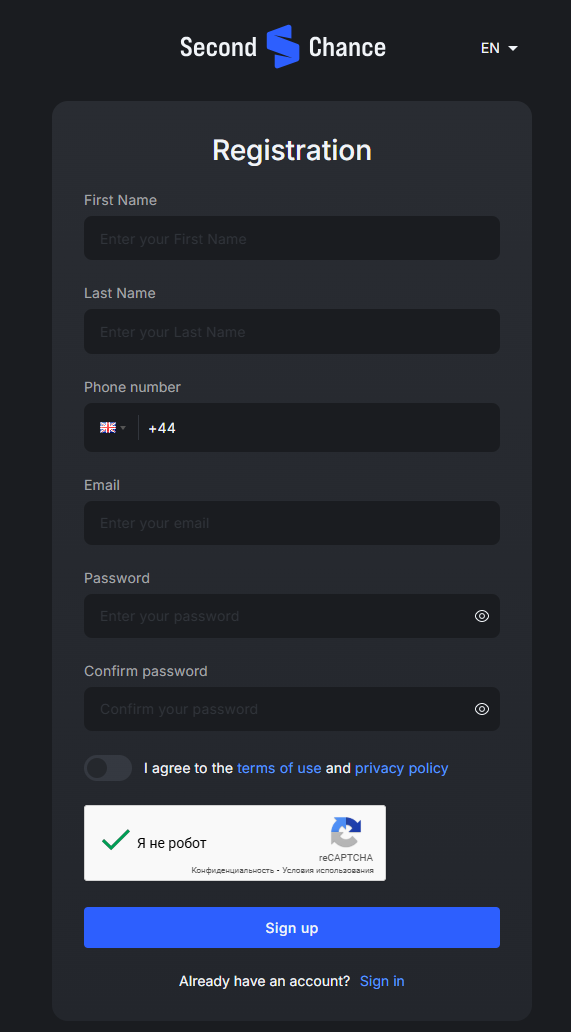 Second Chance
EN
Registration
First Name
Enter your First Name
Last Name
Enter your Last Name
Phone number
+44
Email
Enter your email
Password
Enter your password
Confirm password
Confirm your password
I agree to the terms of use and privacy policy
Я не робот
reCAPTCHA
Конфиденциальность - Условия использования
Sign up
Already have an account? Sign in